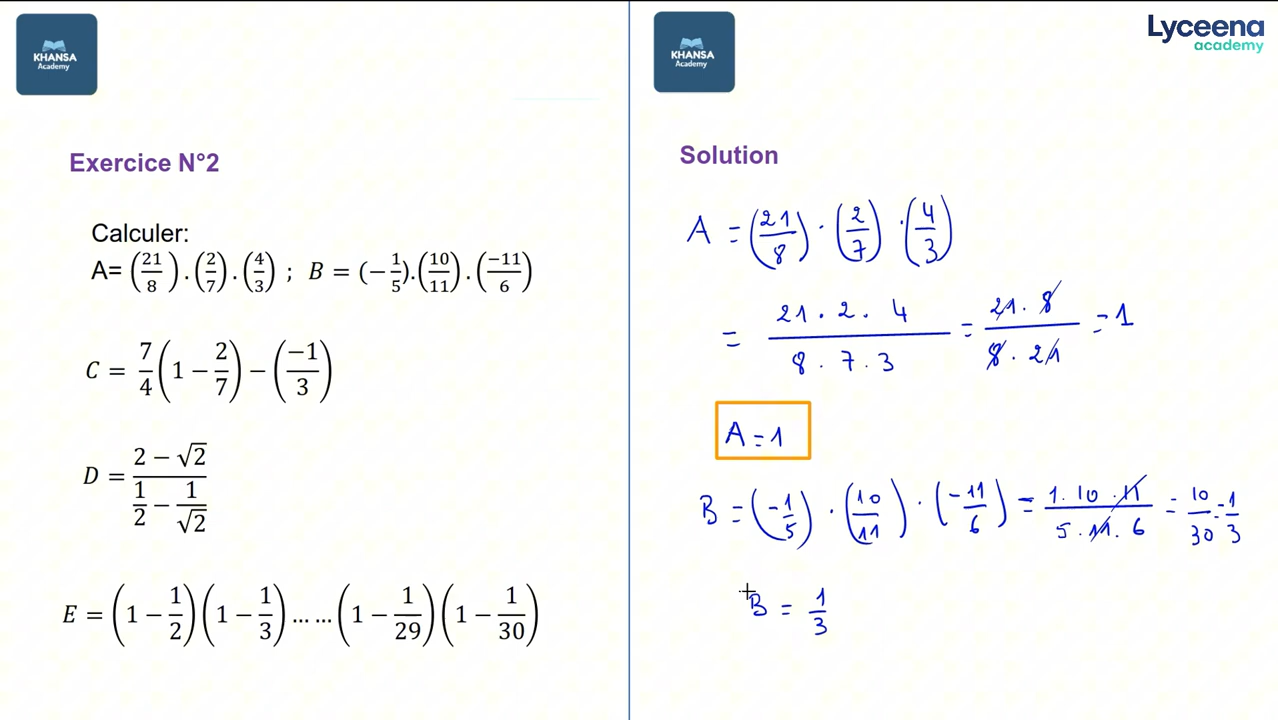 KHANSA
Academy
Exercice N°2
Calculer:
A= (21/8) . (2/7) . (4/3) ; B = (−1/5).(10/11) . (−11/6)
C = 7/4 (1 − 2/7) − (−1/3)
D = (2 − √2)/(1/2 − 1/√2)
E = (1 − 1/2)(1 − 1/3) ... ... (1 − 1/29)(1 − 1/30)
KHANSA
Academy
Lyceena
academy
Solution
A = (21/8) · (2/7) · (4/3)
= (21 . 2 . 4)/(8 . 7 . 3) = (21 . 8)/(8 . 21) = 1
A = 1
B = (-1/5) · (10/11) · (-11/6) = (1. 10 . 11)/(5 . 11 . 6) = 10/30 = 1/3
B = 1/3